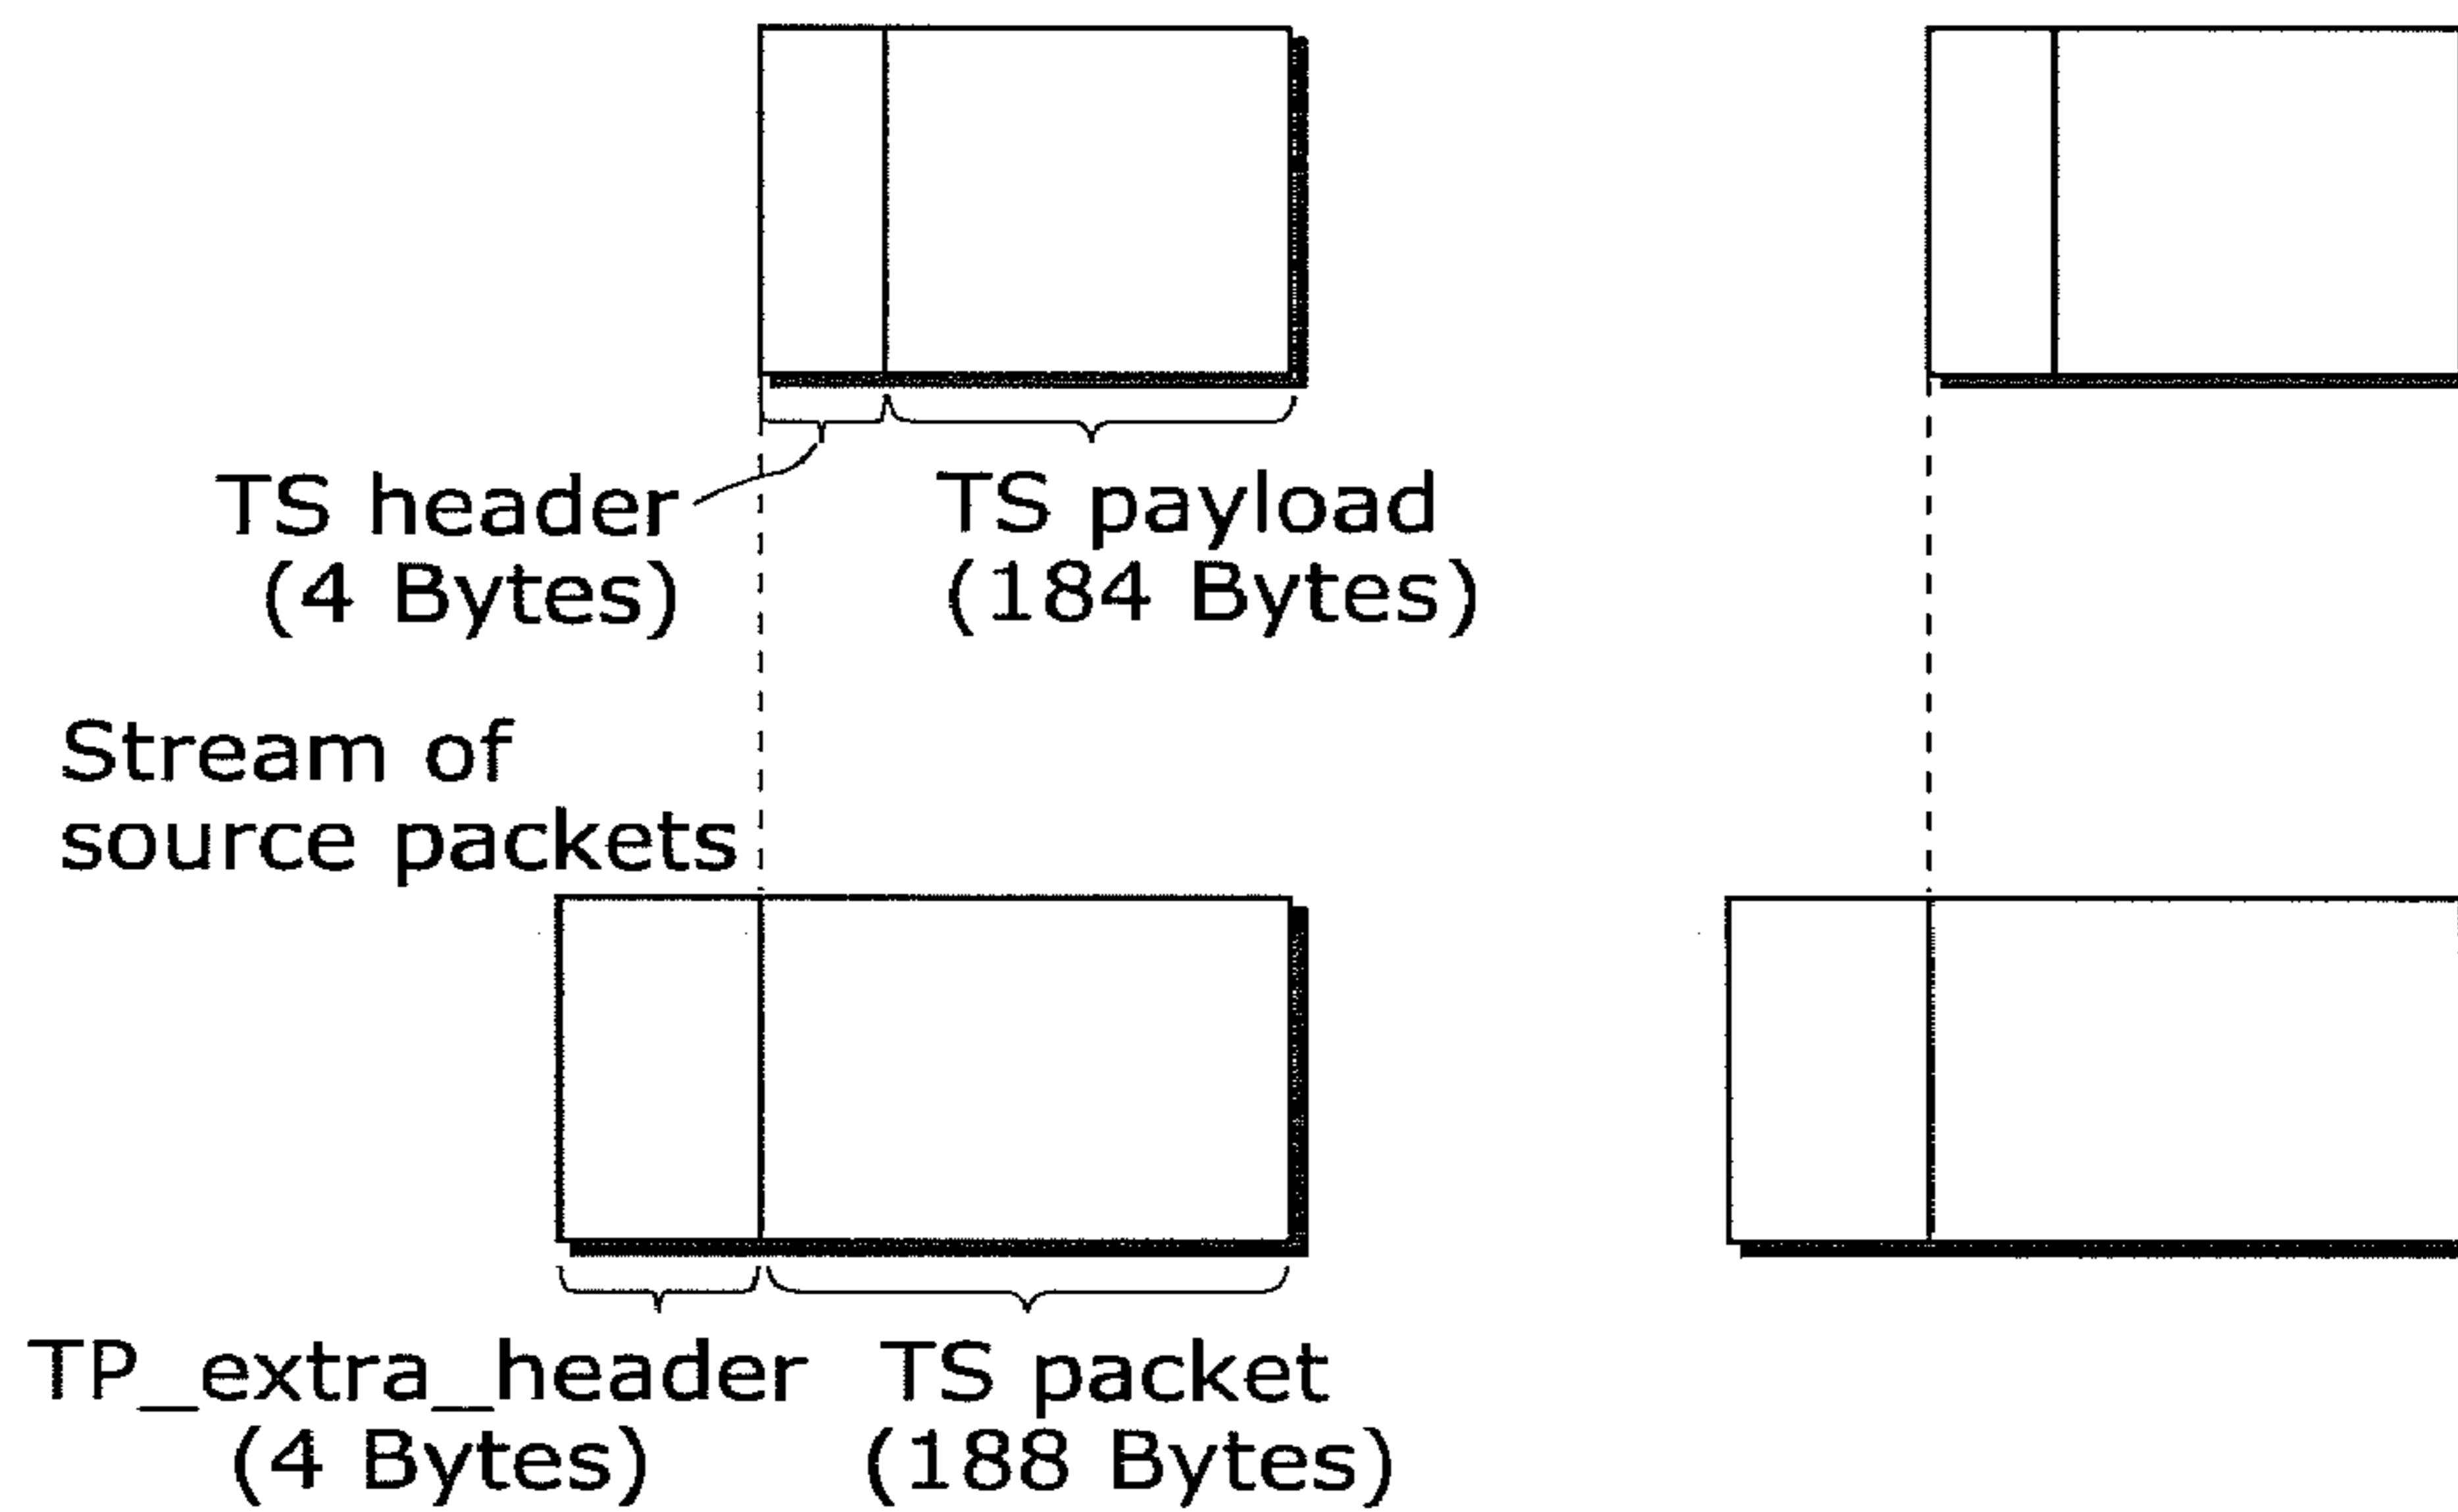 TS header
(4 Bytes)
TS payload
(184 Bytes)
Stream of
source packets
TP_extra_header
(4 Bytes)
TS packet
(188 Bytes)